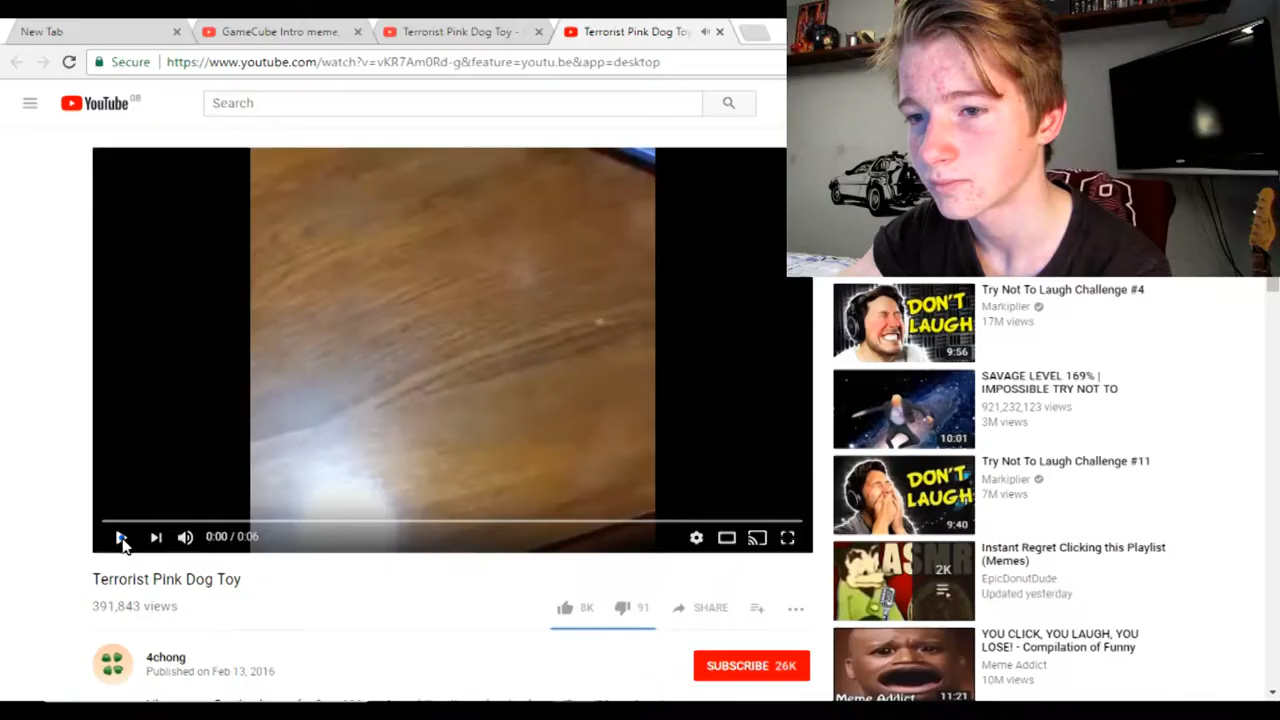 New Tab
GameCube Intro meme.
Terrorist Pink Dog Toy -
Terrorist Pink Dog Toy
Secure
https://www.youtube.com/watch?v=vKR7Am0Rd-g&feature=youtu.be&app=desktop
YouTube GB
Search
0:00 / 0:06
Terrorist Pink Dog Toy
391,843 views
8K
91
SHARE
4chong
Published on Feb 13, 2016
SUBSCRIBE 26K
DON'T
LAUGH
9:56
Try Not To Laugh Challenge #4
Markiplier
17M views
10:01
SAVAGE LEVEL 169% |
IMPOSSIBLE TRY NOT TO
921,232,123 views
3M views
DON'T
LAUGH
9:40
Try Not To Laugh Challenge #11
Markiplier
7M views
ASMR
2K
Instant Regret Clicking this Playlist
(Memes)
EpicDonutDude
Updated yesterday
Meme Addict
11:21
YOU CLICK, YOU LAUGH, YOU
LOSE! - Compilation of Funny
Meme Addict
10M views